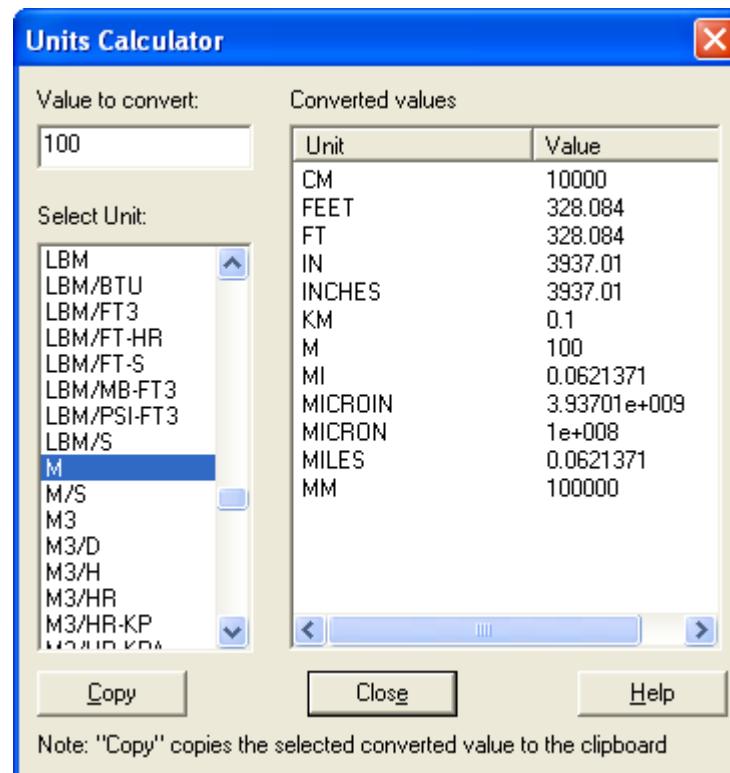 Units Calculator
Value to convert:
100
Select Unit:
LBM
LBM/BTU
LBM/FT3
LBM/FT-HR
LBM/FT-S
LBM/MB-FT3
LBM/PSI-FT3
LBM/S
M
M/S
M3
M3/D
M3/H
M3/HR
M3/HR-KP
Converted values
Unit Value
CM 10000
FEET 328.084
FT 328.084
IN 3937.01
INCHES 3937.01
KM 0.1
M 100
MI 0.0621371
MICROIN 3.93701e+009
MICRON 1e+008
MILES 0.0621371
MM 100000
Copy Close Help
Note: "Copy" copies the selected converted value to the clipboard